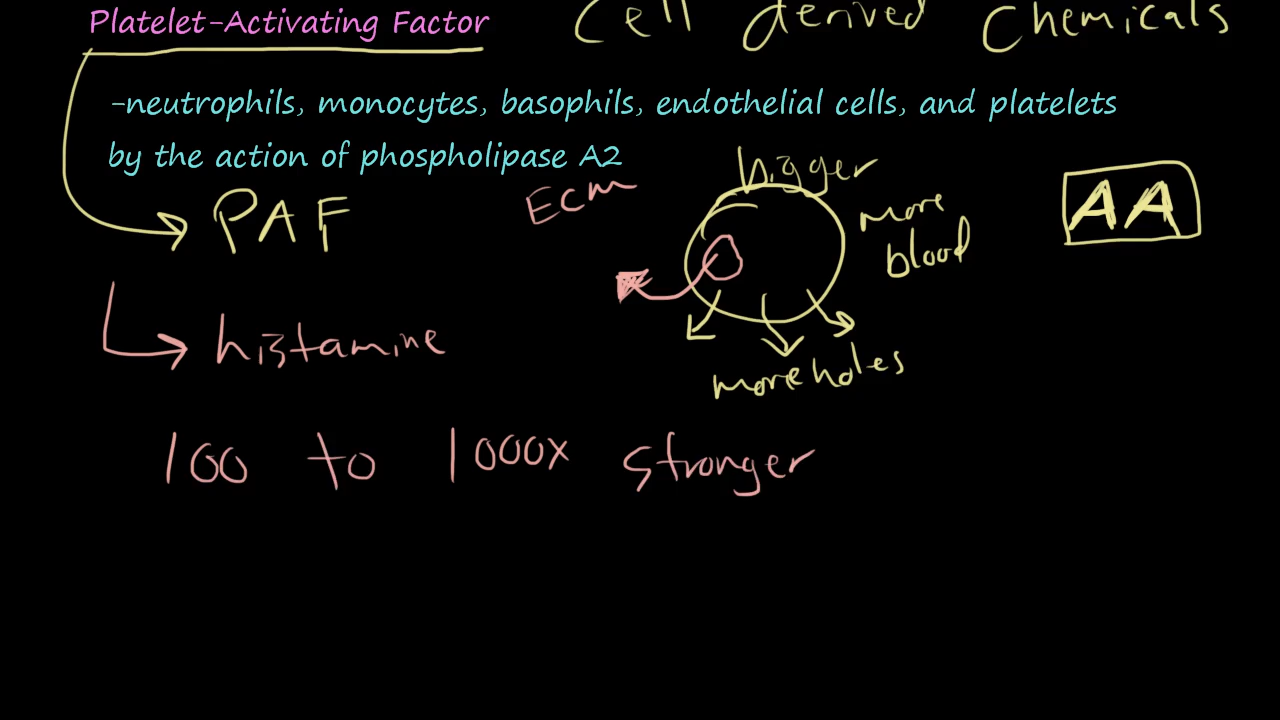 Platelet-Activating Factor
Cell derived Chemicals
-neutrophils, monocytes, basophils, endothelial cells, and platelets
by the action of phospholipase A2
PAF
ECM
bigger
more
blood
AA
histamine
more holes
100 to 1000x stronger